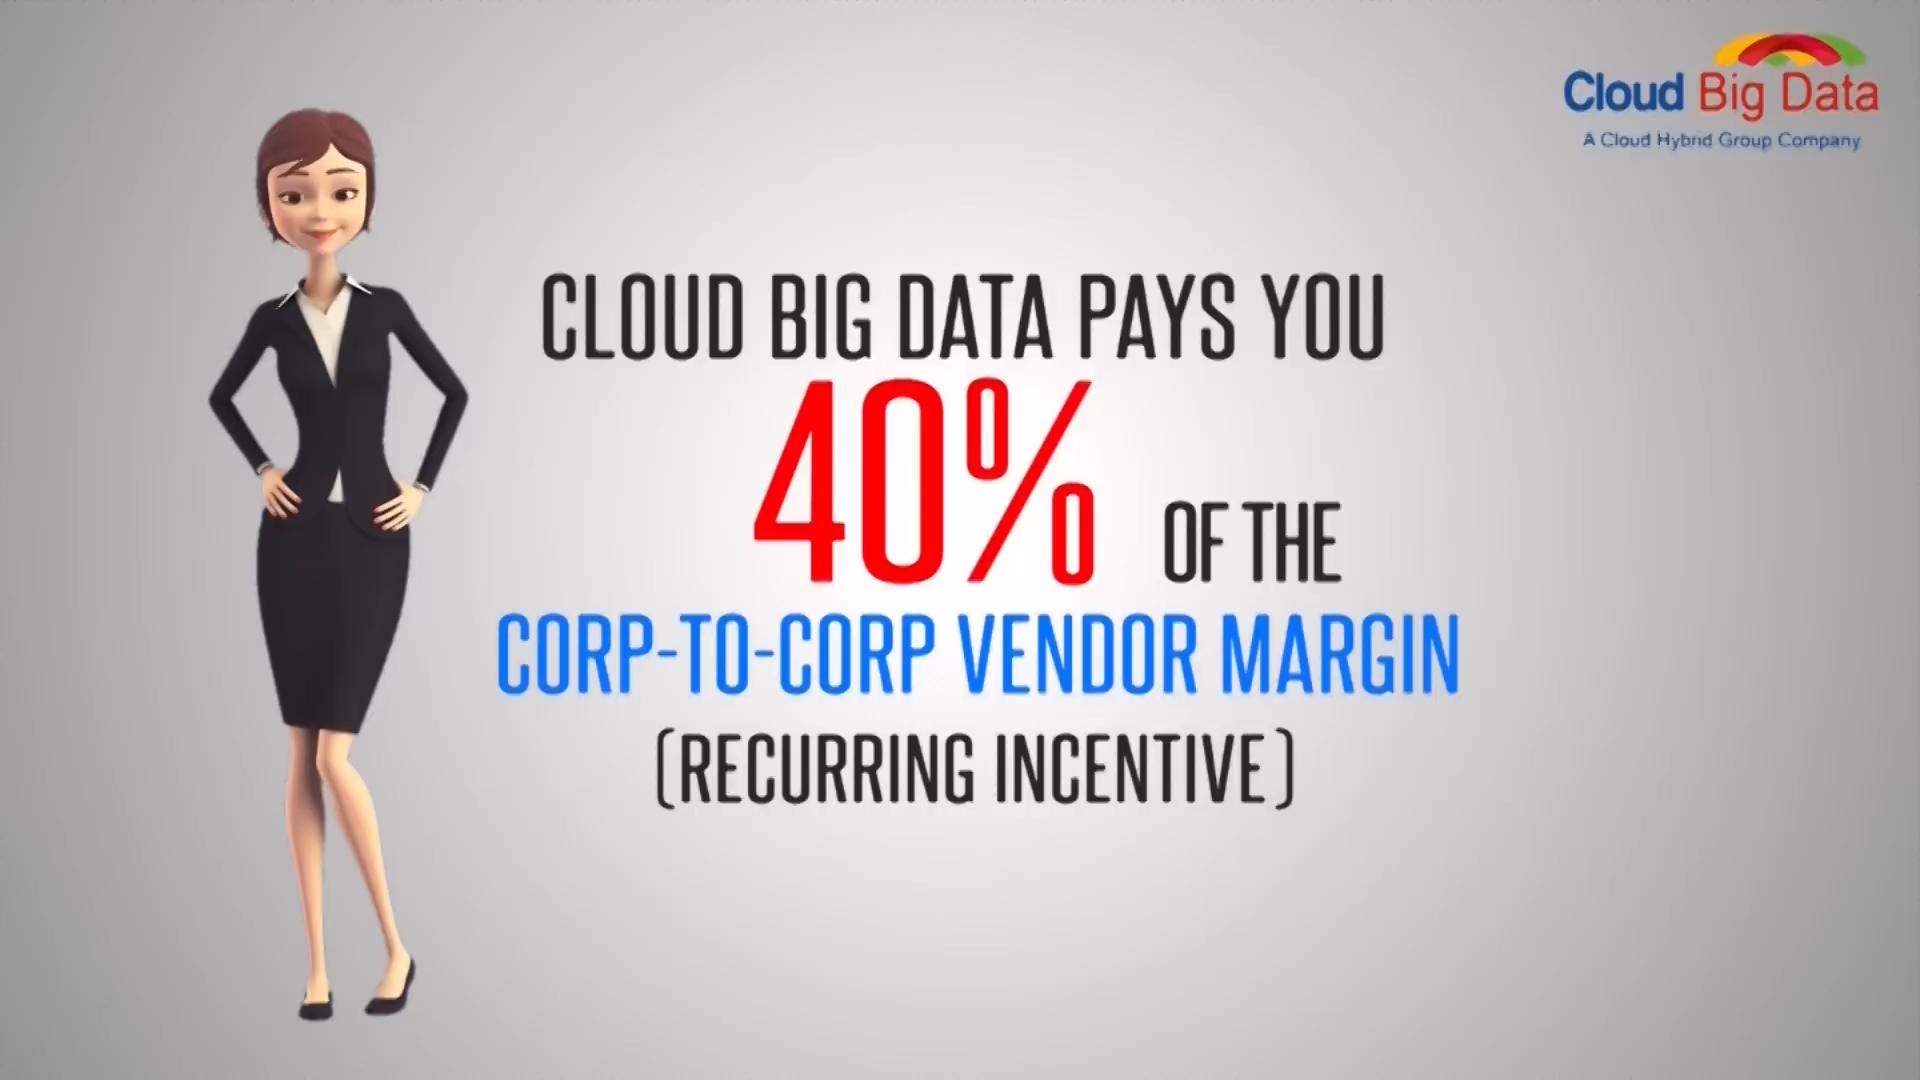 Cloud Big Data
A Cloud Hybrid Group Company
CLOUD BIG DATA PAYS YOU
40% OF THE
CORP-TO-CORP VENDOR MARGIN
(RECURRING INCENTIVE)